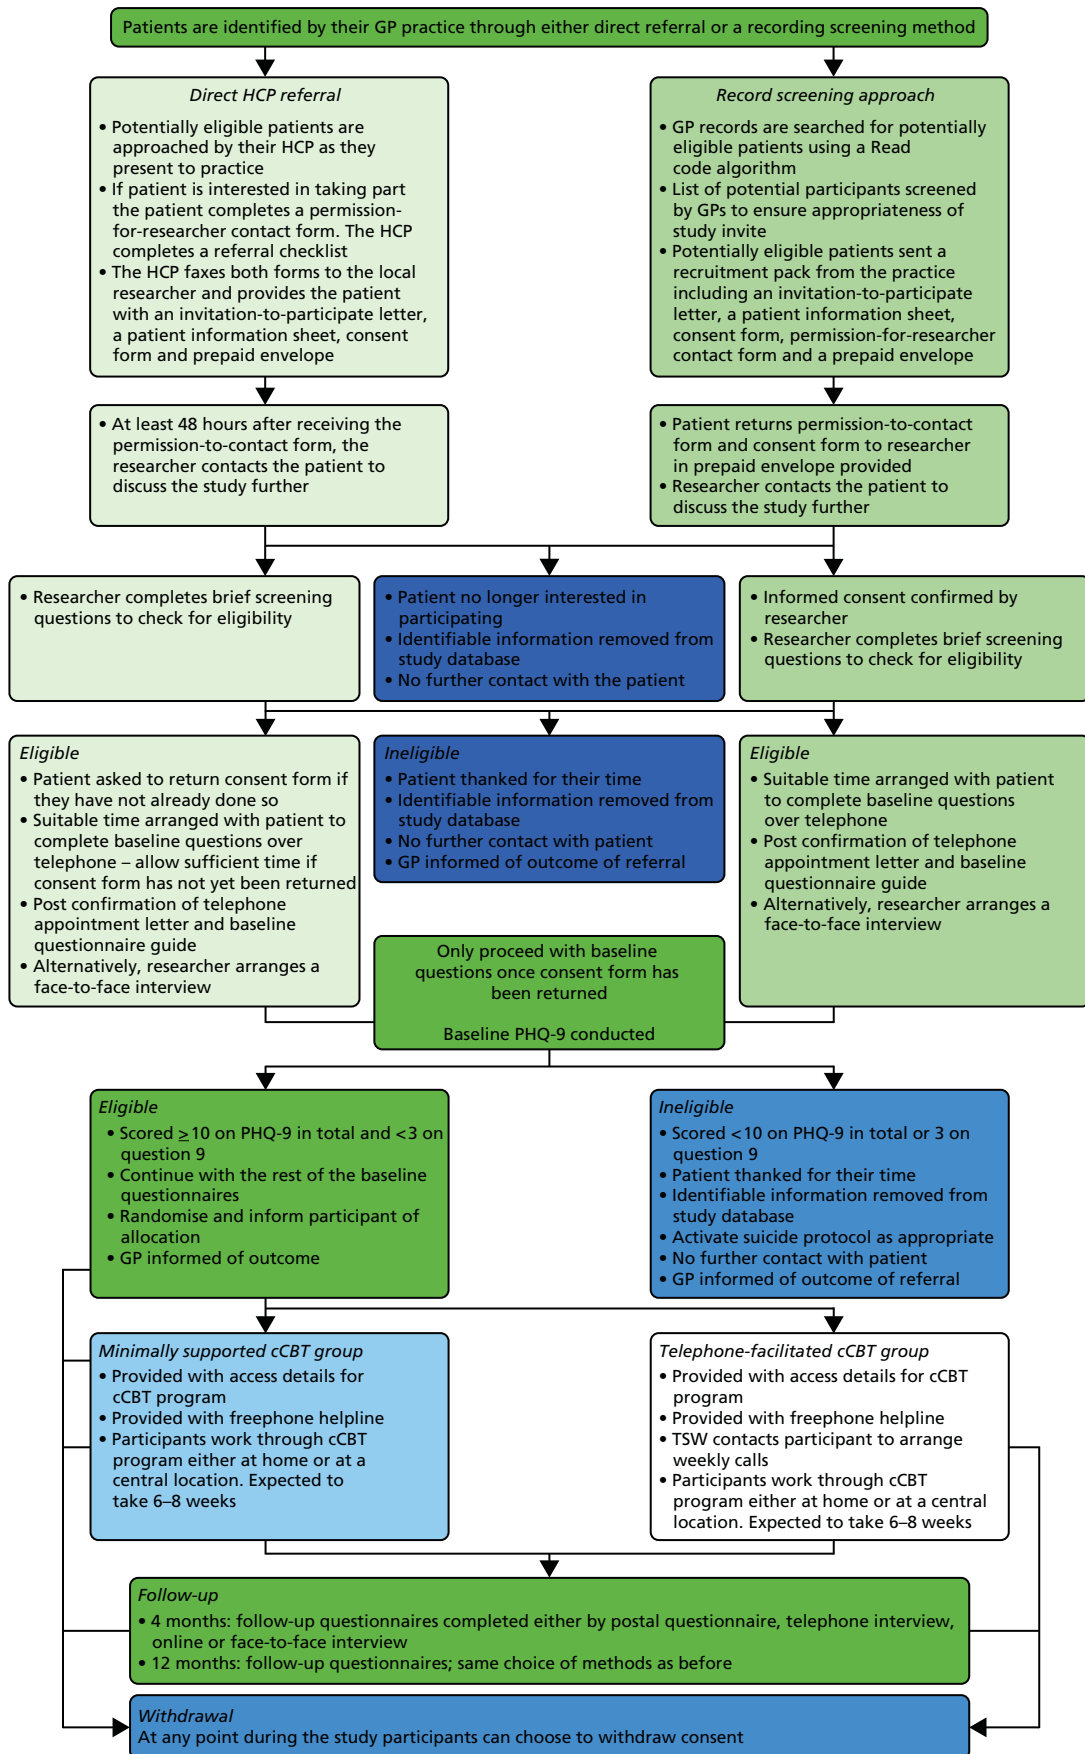 Patients are identified by their GP practice through either direct referral or a recording screening method
Direct HCP referral
• Potentially eligible patients are
approached by their HCP as they
present to practice
• If patient is interested in taking part
the patient completes a permission-
for-researcher contact form. The HCP
completes a referral checklist
• The HCP faxes both forms to the local
researcher and provides the patient
with an invitation-to-participate letter,
a patient information sheet, consent
form and prepaid envelope
Record screening approach
• GP records are searched for potentially
eligible patients using a Read
code algorithm
• List of potential participants screened
by GPs to ensure appropriateness of
study invite
• Potentially eligible patients sent a
recruitment pack from the practice
including an invitation-to-participate
letter, a patient information sheet,
consent form, permission-for-researcher
contact form and a prepaid envelope
• At least 48 hours after receiving the
permission-to-contact form, the
researcher contacts the patient to
discuss the study further
• Patient returns permission-to-contact
form and consent form to researcher
in prepaid envelope provided
• Researcher contacts the patient to
discuss the study further
• Researcher completes brief screening
questions to check for eligibility
• Patient no longer interested in
participating
• Identifiable information removed from
study database
• No further contact with the patient
• Informed consent confirmed by
researcher
• Researcher completes brief screening
questions to check for eligibility
Eligible
• Patient asked to return consent form if
they have not already done so
• Suitable time arranged with patient to
complete baseline questions over
telephone – allow sufficient time if
consent form has not yet been returned
• Post confirmation of telephone
appointment letter and baseline
questionnaire guide
• Alternatively, researcher arranges a
face-to-face interview
Ineligible
• Patient thanked for their time
• Identifiable information removed from
study database
• No further contact with patient
• GP informed of outcome of referral
Eligible
• Suitable time arranged with patient
to complete baseline questions
over telephone
• Post confirmation of telephone
appointment letter and baseline
questionnaire guide
• Alternatively, researcher arranges a
face-to-face interview
Only proceed with baseline
questions once consent form has
been returned
Baseline PHQ-9 conducted
Eligible
• Scored ≥10 on PHQ-9 in total and <3 on
question 9
• Continue with the rest of the baseline
questionnaires
• Randomise and inform participant of
allocation
• GP informed of outcome
Ineligible
• Scored <10 on PHQ-9 in total or 3 on
question 9
• Patient thanked for their time
• Identifiable information removed from
study database
• Activate suicide protocol as appropriate
• No further contact with patient
• GP informed of outcome of referral
Minimally supported cCBT group
• Provided with access details for
cCBT program
• Provided with freephone helpline
• Participants work through cCBT
program either at home or at a
central location. Expected to
take 6–8 weeks
Telephone-facilitated cCBT group
• Provided with access details for cCBT
program
• Provided with freephone helpline
• TSW contacts participant to arrange
weekly calls
• Participants work through cCBT
program either at home or at a central
location. Expected to take 6–8 weeks
Follow-up
• 4 months: follow-up questionnaires completed either by postal questionnaire, telephone interview,
online or face-to-face interview
• 12 months: follow-up questionnaires; same choice of methods as before
Withdrawal
At any point during the study participants can choose to withdraw consent